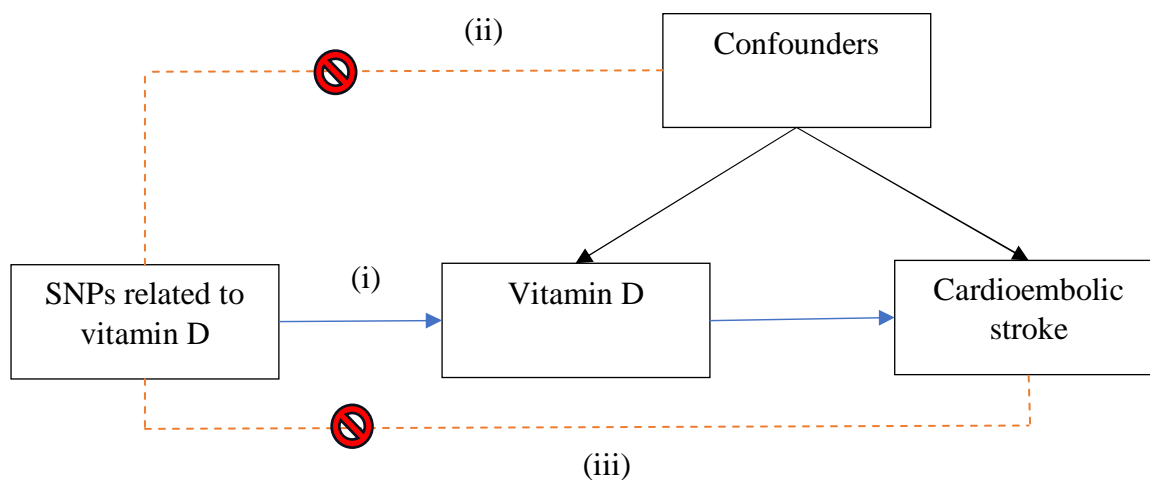 (ii)
Confounders
SNPs related to
vitamin D
(i)
Vitamin D
Cardioembolic
stroke
(iii)